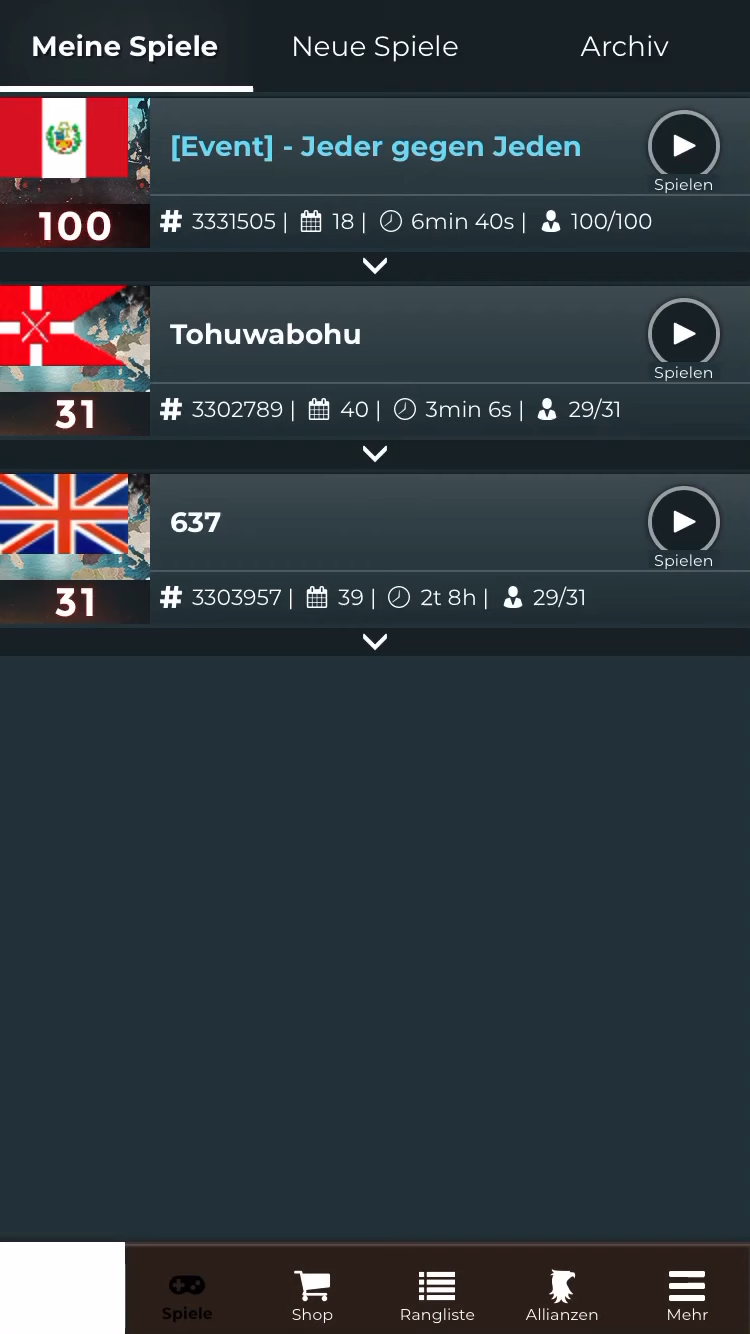 Meine Spiele Neue Spiele Archiv
[Event] - Jeder gegen Jeden
Spielen
100 # 3331505 | 18 | 6min 40s | 100/100
Tohuwabohu
Spielen
31 # 3302789 | 40 | 3min 6s | 29/31
637
Spielen
31 # 3303957 | 39 | 2t 8h | 29/31
Spiele Shop Rangliste Allianzen Mehr